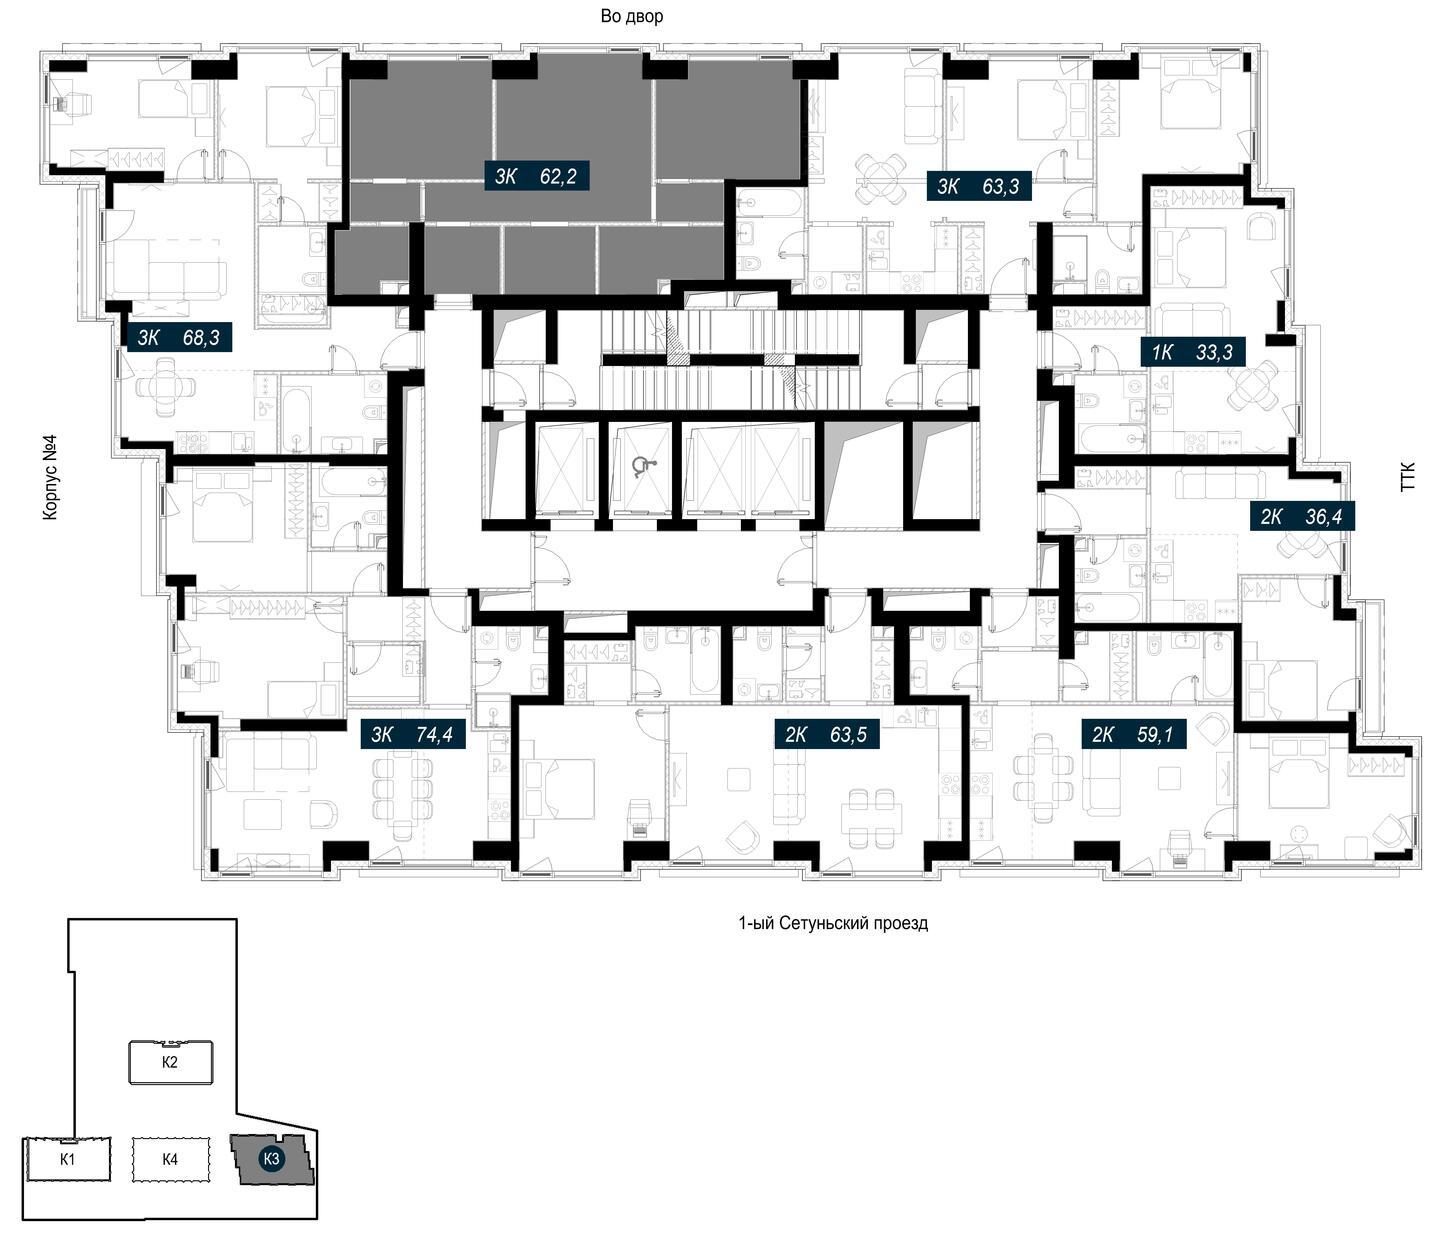 Во двор
3К 62,2
3К 63,3
3К 68,3
1К 33,3
Корпус №4
ТТК
2К 36,4
3К 74,4
2К 63,5
2К 59,1
1-ый Сетуньский проезд
К2
К1
К4
К3